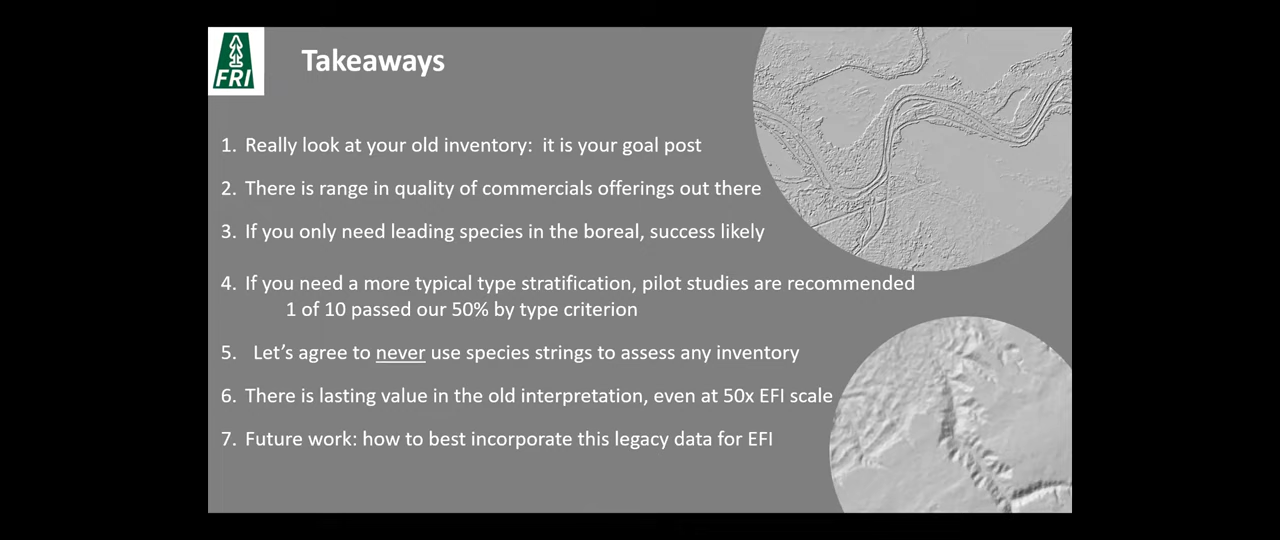 FRI
Takeaways
1. Really look at your old inventory: it is your goal post
2. There is range in quality of commercials offerings out there
3. If you only need leading species in the boreal, success likely
4. If you need a more typical type stratification, pilot studies are recommended
1 of 10 passed our 50% by type criterion
5. Let's agree to never use species strings to assess any inventory
6. There is lasting value in the old interpretation, even at 50x EFI scale
7. Future work: how to best incorporate this legacy data for EFI